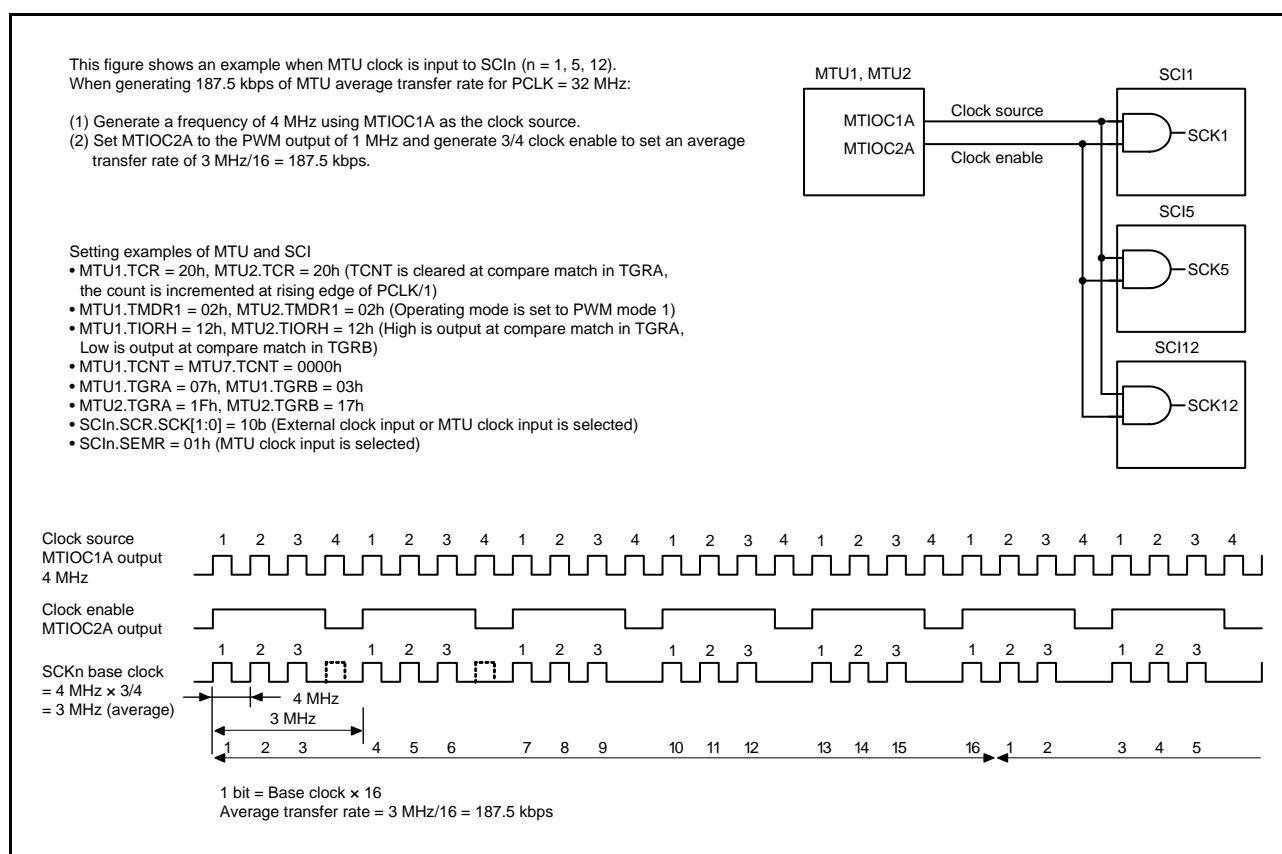 This figure shows an example when MTU clock is input to SCIn (n = 1, 5, 12).
When generating 187.5 kbps of MTU average transfer rate for PCLK = 32 MHz:
(1) Generate a frequency of 4 MHz using MTIOC1A as the clock source.
(2) Set MTIOC2A to the PWM output of 1 MHz and generate 3/4 clock enable to set an average
transfer rate of 3 MHz/16 = 187.5 kbps.
MTU1, MTU2
MTIOC1A
MTIOC2A
Clock source
Clock enable
SCI1
SCK1
SCI5
SCK5
SCI12
SCK12
Setting examples of MTU and SCI
• MTU1.TCR = 20h, MTU2.TCR = 20h (TCNT is cleared at compare match in TGRA,
the count is incremented at rising edge of PCLK/1)
• MTU1.TMDR1 = 02h, MTU2.TMDR1 = 02h (Operating mode is set to PWM mode 1)
• MTU1.TIORH = 12h, MTU2.TIORH = 12h (High is output at compare match in TGRA,
Low is output at compare match in TGRB)
• MTU1.TCNT = MTU7.TCNT = 0000h
• MTU1.TGRA = 07h, MTU1.TGRB = 03h
• MTU2.TGRA = 1Fh, MTU2.TGRB = 17h
• SCIn.SCR.SCK[1:0] = 10b (External clock input or MTU clock input is selected)
• SCIn.SEMR = 01h (MTU clock input is selected)
Clock source
MTIOC1A output
4 MHz
1 2 3 4 1 2 3 4 1 2 3 4 1 2 3 4 1 2 3 4 1 2 3 4 1 2 3 4
Clock enable
MTIOC2A output
SCKn base clock
= 4 MHz × 3/4
= 3 MHz (average)
1 2 3 1 2 3 1 2 3 1 2 3 1 2 3 1 2 3 1 2 3
4 MHz
3 MHz
1 2 3 4 5 6 7 8 9 10 11 12 13 14 15 16 1 2 3 4 5
1 bit = Base clock × 16
Average transfer rate = 3 MHz/16 = 187.5 kbps